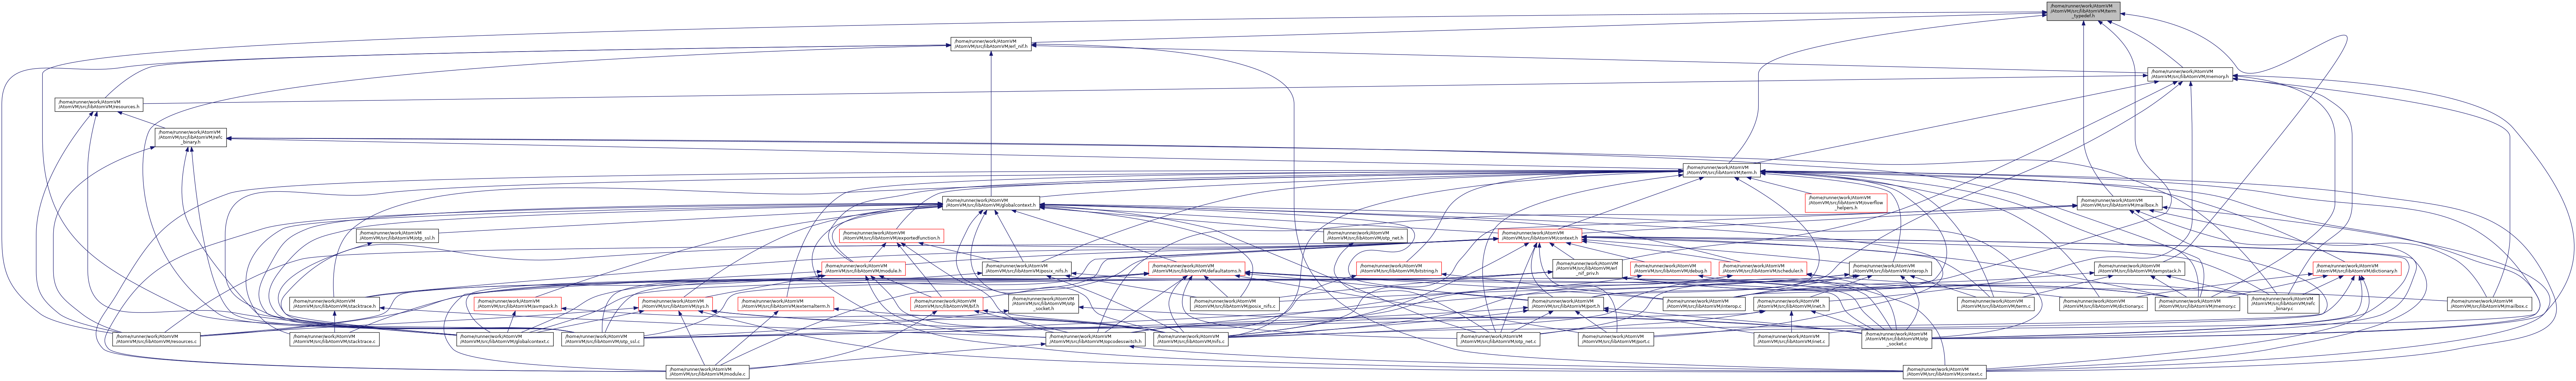 /home/runner/work/AtomVM
/AtomVM/src/libAtomVM/term
_typedef.h
/home/runner/work/AtomVM
/AtomVM/src/libAtomVM/erl_nif.h
/home/runner/work/AtomVM
/AtomVM/src/libAtomVM/memory.h
/home/runner/work/AtomVM
/AtomVM/src/libAtomVM/resources.h
/home/runner/work/AtomVM
/AtomVM/src/libAtomVM/refc
_binary.h
/home/runner/work/AtomVM
/AtomVM/src/libAtomVM/term.h
/home/runner/work/AtomVM
/AtomVM/src/libAtomVM/globalcontext.h
/home/runner/work/AtomVM
/AtomVM/src/libAtomVM/overflow
_helpers.h
/home/runner/work/AtomVM
/AtomVM/src/libAtomVM/mailbox.h
/home/runner/work/AtomVM
/AtomVM/src/libAtomVM/otp_ssl.h
/home/runner/work/AtomVM
/AtomVM/src/libAtomVM/exportedfunction.h
/home/runner/work/AtomVM
/AtomVM/src/libAtomVM/otp_net.h
/home/runner/work/AtomVM
/AtomVM/src/libAtomVM/context.h
/home/runner/work/AtomVM
/AtomVM/src/libAtomVM/module.h
/home/runner/work/AtomVM
/AtomVM/src/libAtomVM/posix_nifs.h
/home/runner/work/AtomVM
/AtomVM/src/libAtomVM/defaultatoms.h
/home/runner/work/AtomVM
/AtomVM/src/libAtomVM/bitstring.h
/home/runner/work/AtomVM
/AtomVM/src/libAtomVM/erl
_nif_priv.h
/home/runner/work/AtomVM
/AtomVM/src/libAtomVM/debug.h
/home/runner/work/AtomVM
/AtomVM/src/libAtomVM/scheduler.h
/home/runner/work/AtomVM
/AtomVM/src/libAtomVM/interop.h
/home/runner/work/AtomVM
/AtomVM/src/libAtomVM/tempstack.h
/home/runner/work/AtomVM
/AtomVM/src/libAtomVM/dictionary.h
/home/runner/work/AtomVM
/AtomVM/src/libAtomVM/stacktrace.h
/home/runner/work/AtomVM
/AtomVM/src/libAtomVM/avmpack.h
/home/runner/work/AtomVM
/AtomVM/src/libAtomVM/sys.h
/home/runner/work/AtomVM
/AtomVM/src/libAtomVM/externalterm.h
/home/runner/work/AtomVM
/AtomVM/src/libAtomVM/bif.h
/home/runner/work/AtomVM
/AtomVM/src/libAtomVM/otp
_socket.h
/home/runner/work/AtomVM
/AtomVM/src/libAtomVM/posix_nifs.c
/home/runner/work/AtomVM
/AtomVM/src/libAtomVM/port.h
/home/runner/work/AtomVM
/AtomVM/src/libAtomVM/interop.c
/home/runner/work/AtomVM
/AtomVM/src/libAtomVM/inet.h
/home/runner/work/AtomVM
/AtomVM/src/libAtomVM/term.c
/home/runner/work/AtomVM
/AtomVM/src/libAtomVM/dictionary.c
/home/runner/work/AtomVM
/AtomVM/src/libAtomVM/memory.c
/home/runner/work/AtomVM
/AtomVM/src/libAtomVM/refc
_binary.c
/home/runner/work/AtomVM
/AtomVM/src/libAtomVM/mailbox.c
/home/runner/work/AtomVM
/AtomVM/src/libAtomVM/resources.c
/home/runner/work/AtomVM
/AtomVM/src/libAtomVM/stacktrace.c
/home/runner/work/AtomVM
/AtomVM/src/libAtomVM/globalcontext.c
/home/runner/work/AtomVM
/AtomVM/src/libAtomVM/otp_ssl.c
/home/runner/work/AtomVM
/AtomVM/src/libAtomVM/opcodesswitch.h
/home/runner/work/AtomVM
/AtomVM/src/libAtomVM/nifs.c
/home/runner/work/AtomVM
/AtomVM/src/libAtomVM/otp_net.c
/home/runner/work/AtomVM
/AtomVM/src/libAtomVM/port.c
/home/runner/work/AtomVM
/AtomVM/src/libAtomVM/inet.c
/home/runner/work/AtomVM
/AtomVM/src/libAtomVM/otp
_socket.c
/home/runner/work/AtomVM
/AtomVM/src/libAtomVM/module.c
/home/runner/work/AtomVM
/AtomVM/src/libAtomVM/context.c